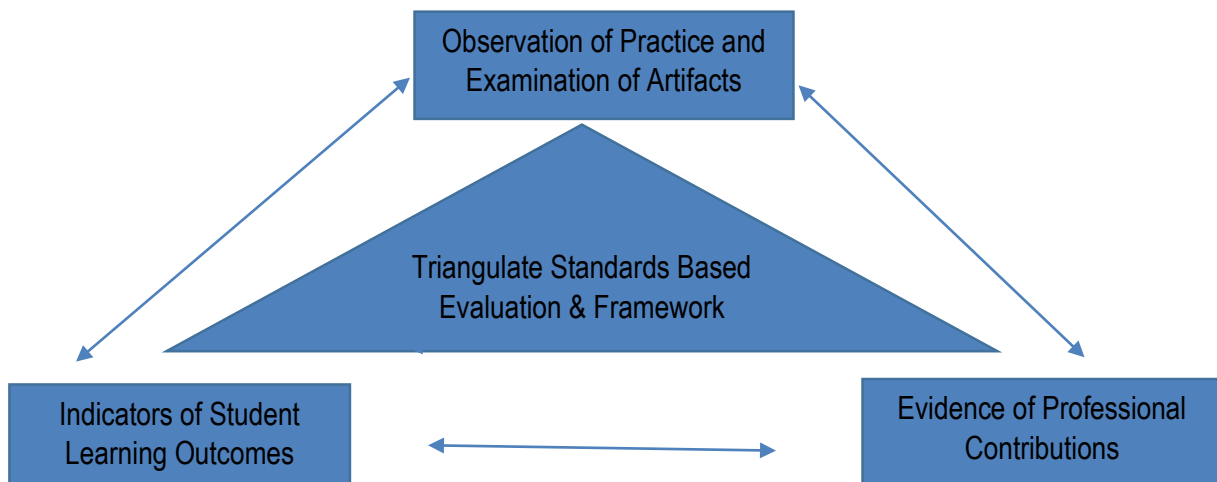 Observation of Practice and
Examination of Artifacts
Triangulate Standards Based
Evaluation & Framework
Indicators of Student
Learning Outcomes
Evidence of Professional
Contributions